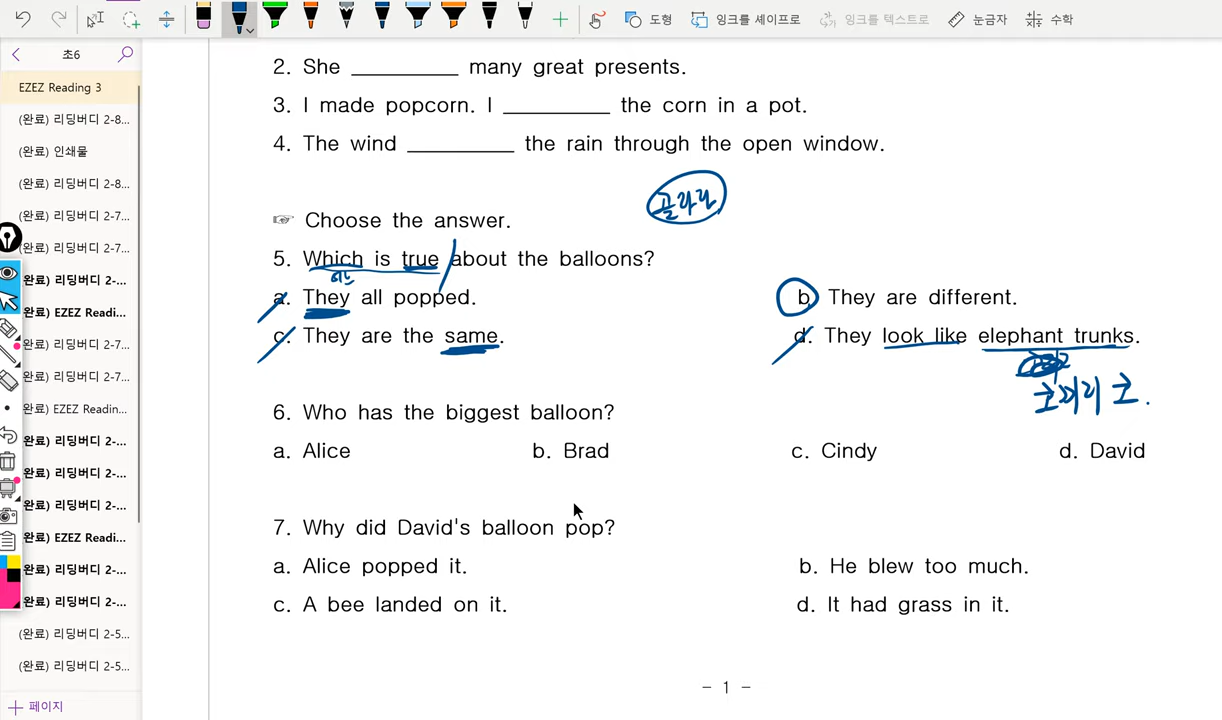 도형
잉크를 셰이프로
잉크를 텍스트로
눈금자
수학
초6
EZEZ Reading 3
(완료) 리딩버디 2-8...
(완료) 인쇄물
(완료) 리딩버디 2-8...
(완료) 리딩버디 2-7...
(완료) 리딩버디 2-7...
(완료) 리딩버디 2-7...
완료) 리딩버디 2-...
완료) EZEZ Readi...
완료) 리딩버디 2-7...
완료) 리딩버디 2-7...
완료) EZEZ Readin...
완료) 리딩버디 2-...
완료) 리딩버디 2-...
완료) 리딩버디 2-...
완료) EZEZ Readi...
완료) 리딩버디 2-...
완료) 리딩버디 2-...
(완료) 리딩버디 2-5...
(완료) 리딩버디 2-5...
페이지
2. She __________ many great presents.
3. I made popcorn. I __________ the corn in a pot.
4. The wind __________ the rain through the open window.
골라라
☞ Choose the answer.
5. Which is true about the balloons?
a. They all popped.
b. They are different.
c. They are the same.
d. They look like elephant trunks.
코끼리 코.
6. Who has the biggest balloon?
a. Alice
b. Brad
c. Cindy
d. David
7. Why did David's balloon pop?
a. Alice popped it.
b. He blew too much.
c. A bee landed on it.
d. It had grass in it.
- 1 -